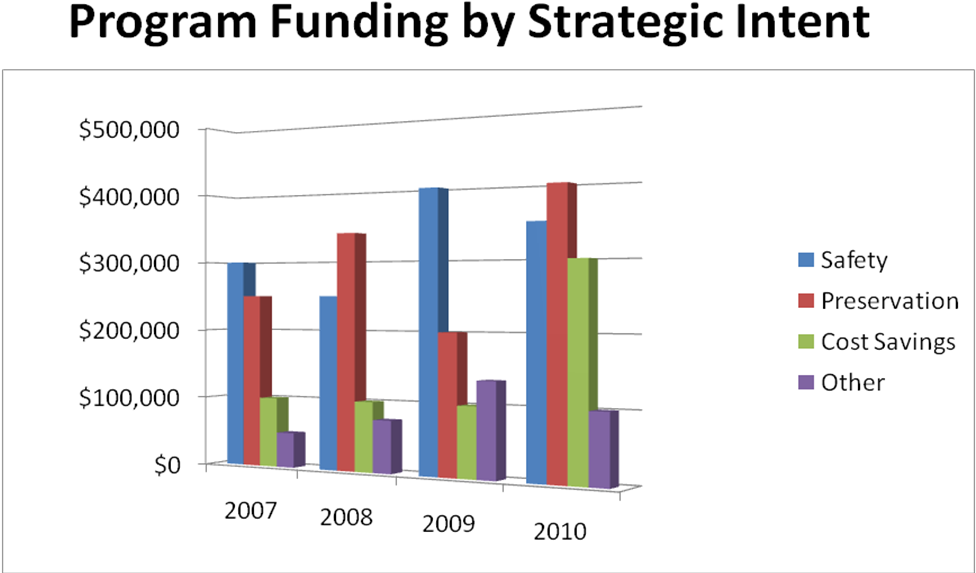 Program Funding by Strategic Intent
$500,000
$400,000
$300,000
$200,000
$100,000
$0
2007
2008
2009
2010
Safety
Preservation
Cost Savings
Other